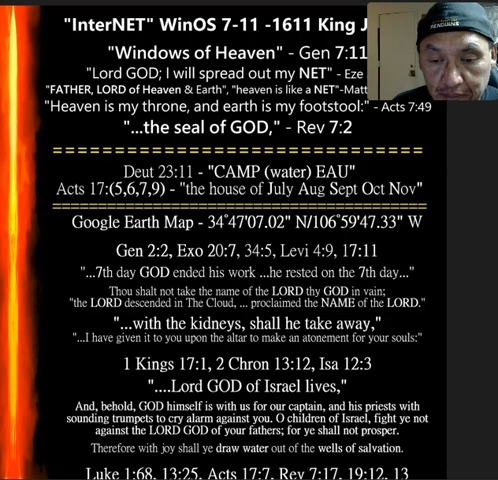 "InterNET" WinOS 7-11 -1611 King J
"Windows of Heaven" - Gen 7:11
"Lord GOD; I will spread out my NET" - Eze
"FATHER, LORD of Heaven & Earth", "heaven is like a NET"-Matt
PENGUINS
"Heaven is my throne, and earth is my footstool:" - Acts 7:49
"...the seal of GOD," - Rev 7:2
==============================
Deut 23:11 - "CAMP (water) EAU"
Acts 17:(5,6,7,9) - "the house of July Aug Sept Oct Nov"
========================================
Google Earth Map - 34°47'07.02" N/106°59'47.33" W
Gen 2:2, Exo 20:7, 34:5, Levi 4:9, 17:11
"...7th day GOD ended his work ...he rested on the 7th day..."
Thou shalt not take the name of the LORD thy GOD in vain;
"the LORD descended in The Cloud, ... proclaimed the NAME of the LORD."
"...with the kidneys, shall he take away,"
"...I have given it to you upon the altar to make an atonement for your souls:"
1 Kings 17:1, 2 Chron 13:12, Isa 12:3
"....Lord GOD of Israel lives,"
And, behold, GOD himself is with us for our captain, and his priests with
sounding trumpets to cry alarm against you. O children of Israel, fight ye not
against the LORD GOD of your fathers; for ye shall not prosper.
Therefore with joy shall ye draw water out of the wells of salvation.
Luke 1:68, 13:25, Acts 17:7, Rev 7:17, 19:12, 13